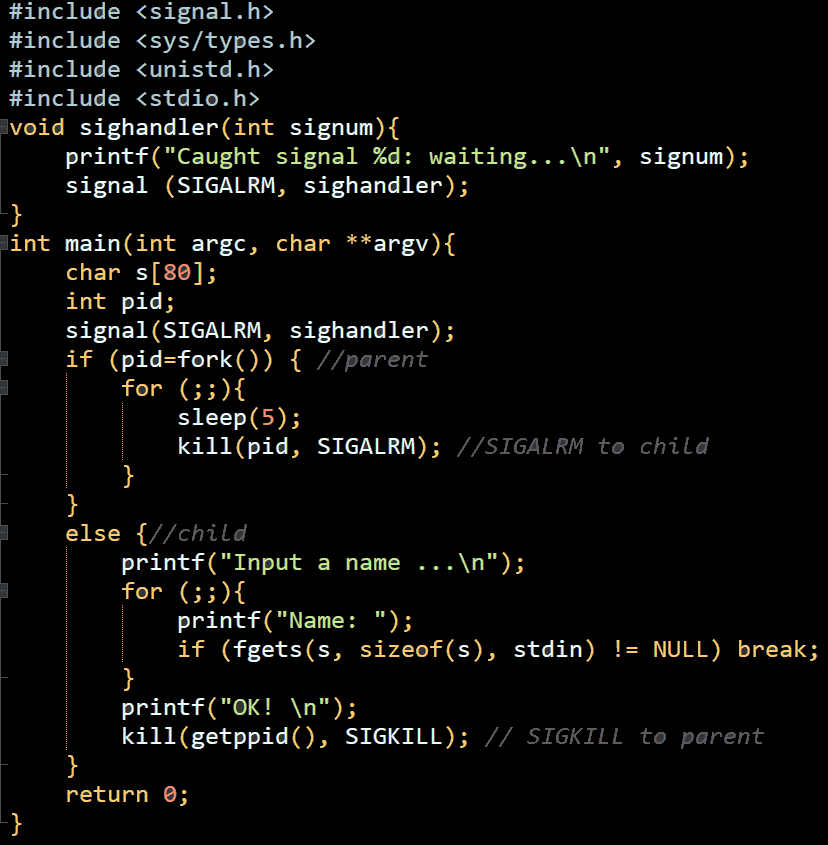 #include <signal.h>
#include <sys/types.h>
#include <unistd.h>
#include <stdio.h>
void sighandler(int signum){
    printf("Caught signal %d: waiting...\n", signum);
    signal (SIGALRM, sighandler);
}
int main(int argc, char **argv){
    char s[80];
    int pid;
    signal(SIGALRM, sighandler);
    if (pid=fork()) { //parent
        for (;;){
            sleep(5);
            kill(pid, SIGALRM); //SIGALRM to child
        }
    }
    else {//child
        printf("Input a name ...\n");
        for (;;){
            printf("Name: ");
            if (fgets(s, sizeof(s), stdin) != NULL) break;
        }
        printf("OK! \n");
        kill(getppid(), SIGKILL); // SIGKILL to parent
    }
    return 0;
}